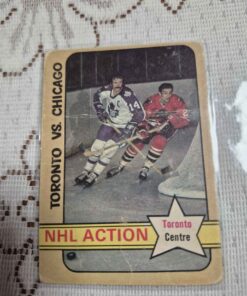 TORONTO VS. CHICAGO
14
NHL ACTION
Toronto
Centre